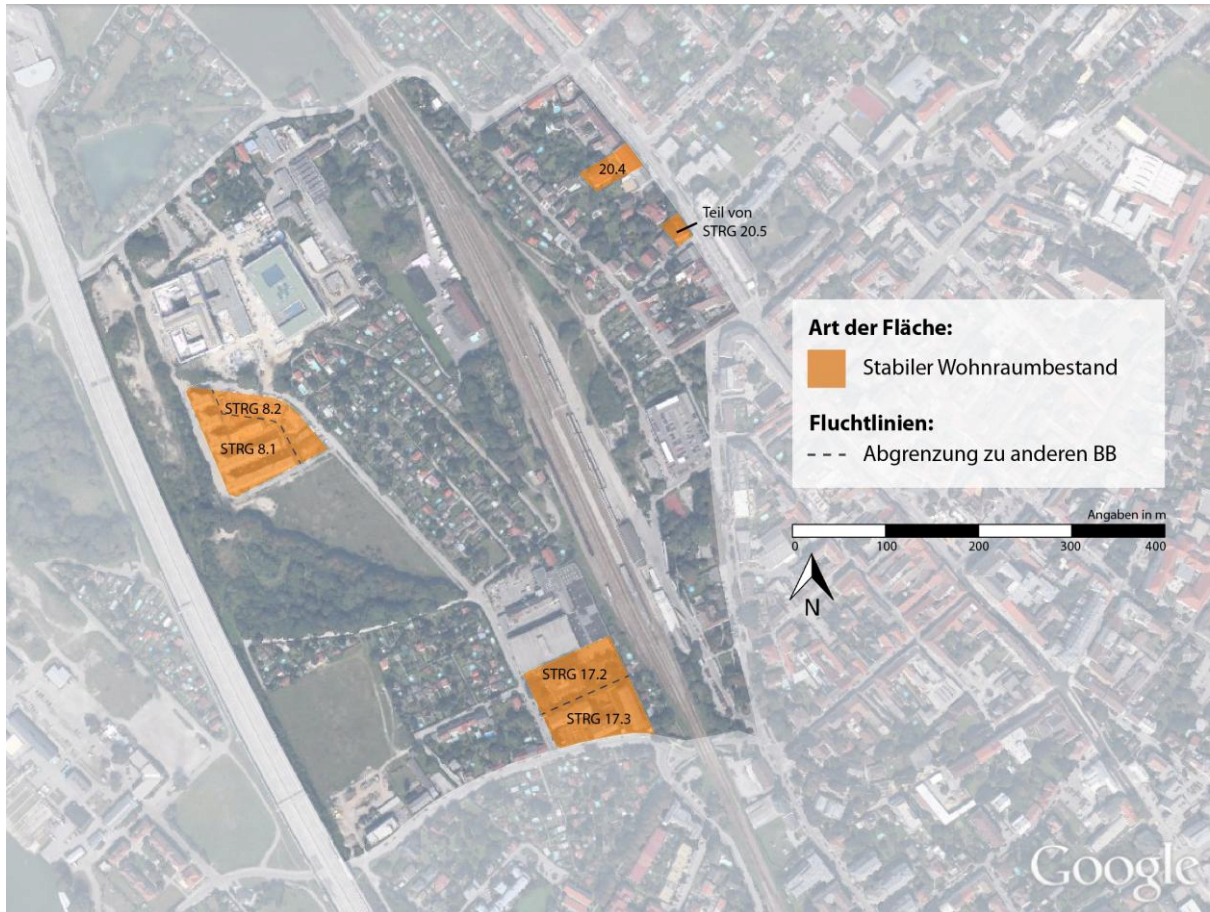 20.4
Teil von
STRG 20.5
STRG 8.2
STRG 8.1
STRG 17.2
STRG 17.3
Art der Fläche:
Stabiler Wohnraumbestand
Fluchtlinien:
Abgrenzung zu anderen BB
Angaben in m
0 100 200 300 400
N
Google